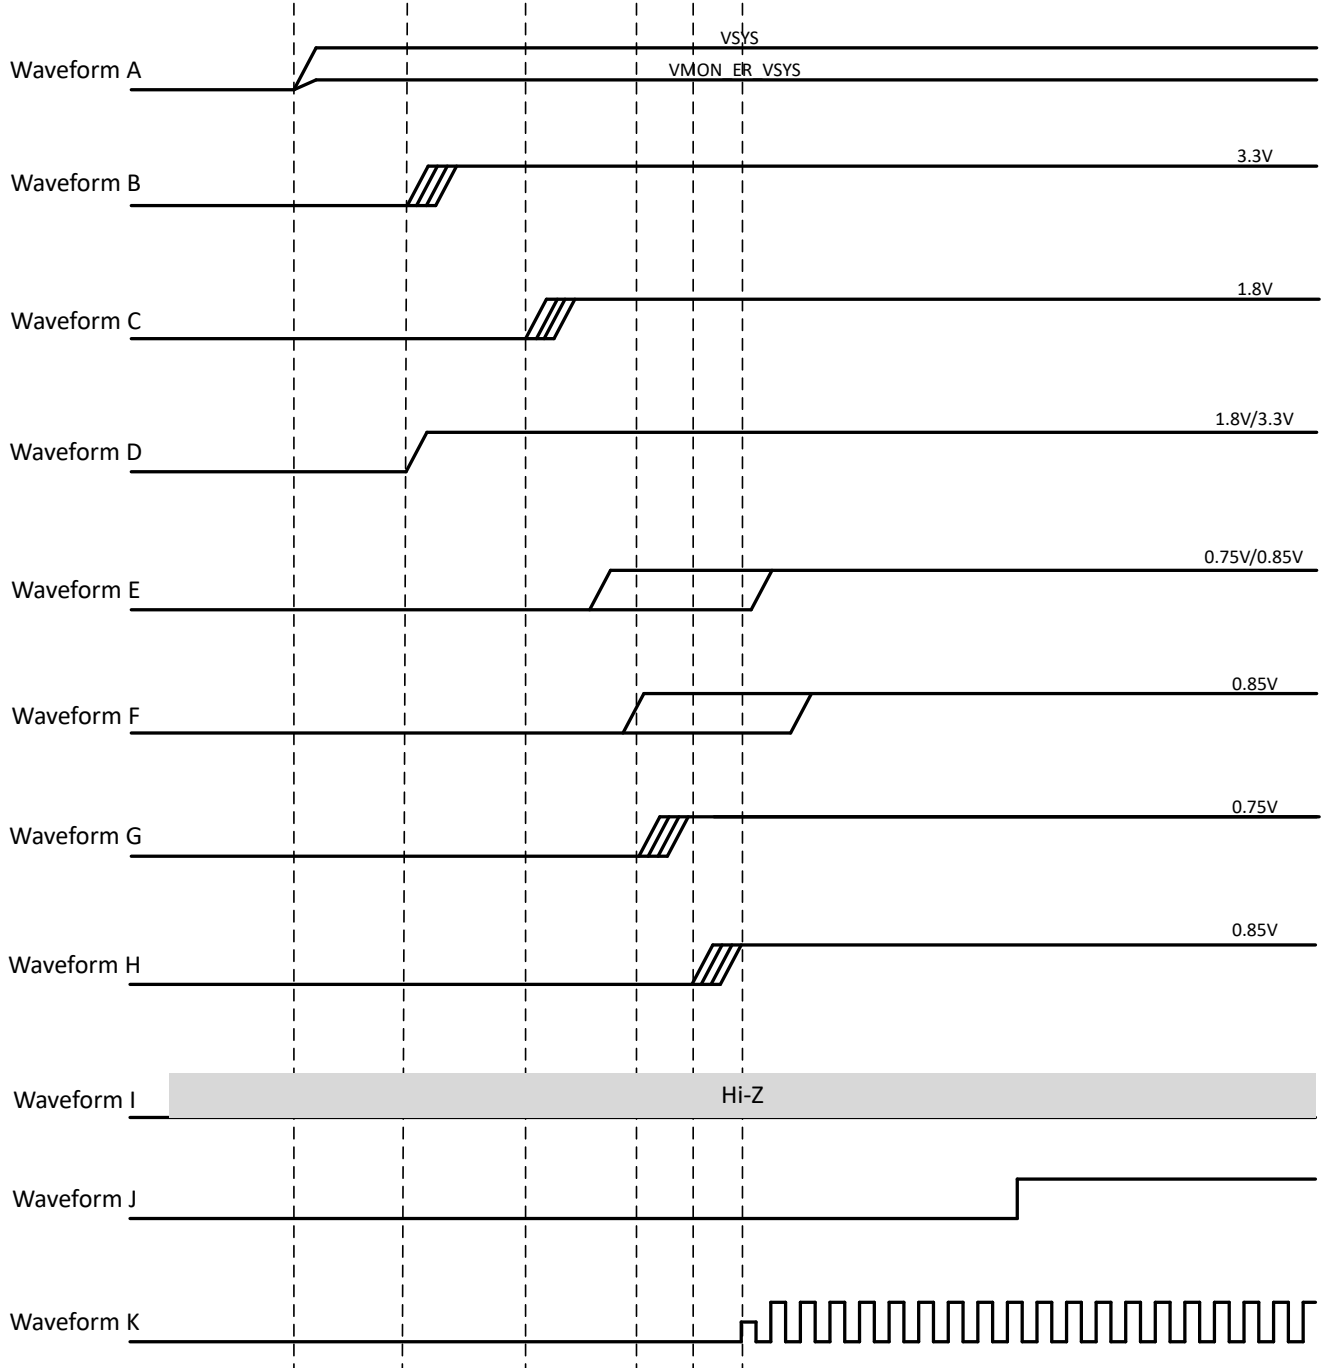 VSYS
Waveform A
VMON_ER_VSYS
3.3V
Waveform B
1.8V
Waveform C
1.8V/3.3V
Waveform D
0.75V/0.85V
Waveform E
0.85V
Waveform F
0.75V
Waveform G
0.85V
Waveform H
Hi-Z
Waveform I
Waveform J
Waveform K